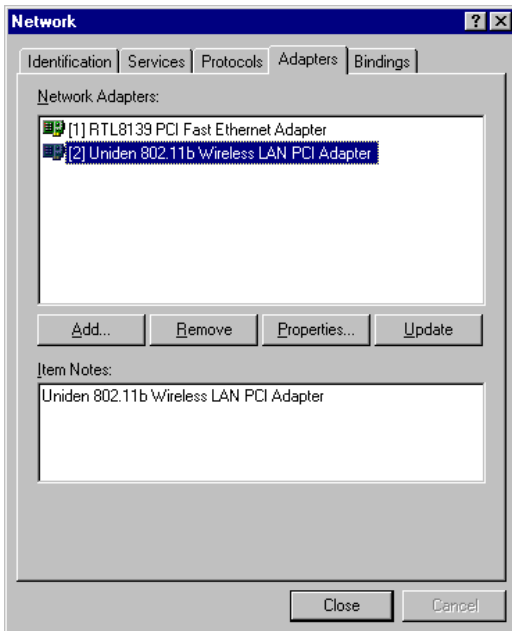 Network
Identification Services Protocols Adapters Bindings
Network Adapters:
[1] RTL8139 PCI Fast Ethernet Adapter
[2] Uniden 802.11b Wireless LAN PCI Adapter
Add... Remove Properties... Update
Item Notes:
Uniden 802.11b Wireless LAN PCI Adapter
Close Cancel